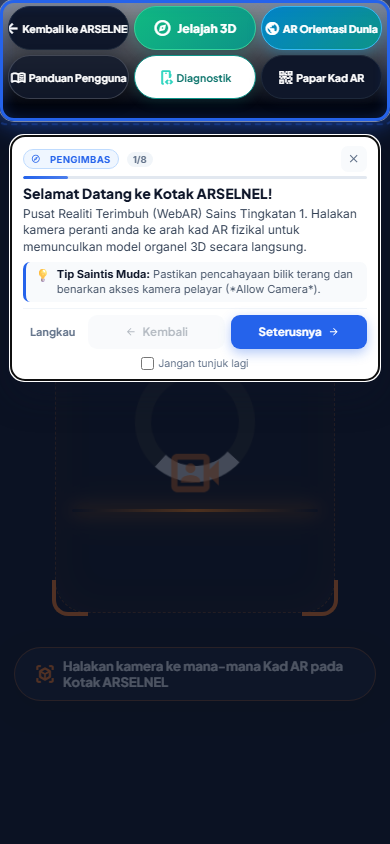 ← Kembali ke ARSELNE
Jelajah 3D
AR Orientasi Dunia
Panduan Pengguna
Diagnostik
Papar Kad AR
PENGIMBAS
1/8
×
Selamat Datang ke Kotak ARSELNEL!
Pusat Realiti Terimbuh (WebAR) Sains Tingkatan 1. Halakan
kamera peranti anda ke arah kad AR fizikal untuk
memunculkan model organel 3D secara langsung.
Tip Saintis Muda: Pastikan pencahayaan bilik terang dan
benarkan akses kamera pelayar (*Allow Camera*).
Langkau
← Kembali
Seterusnya →
Jangan tunjuk lagi
Halakan kamera ke mana-mana Kad AR pada
Kotak ARSELNEL